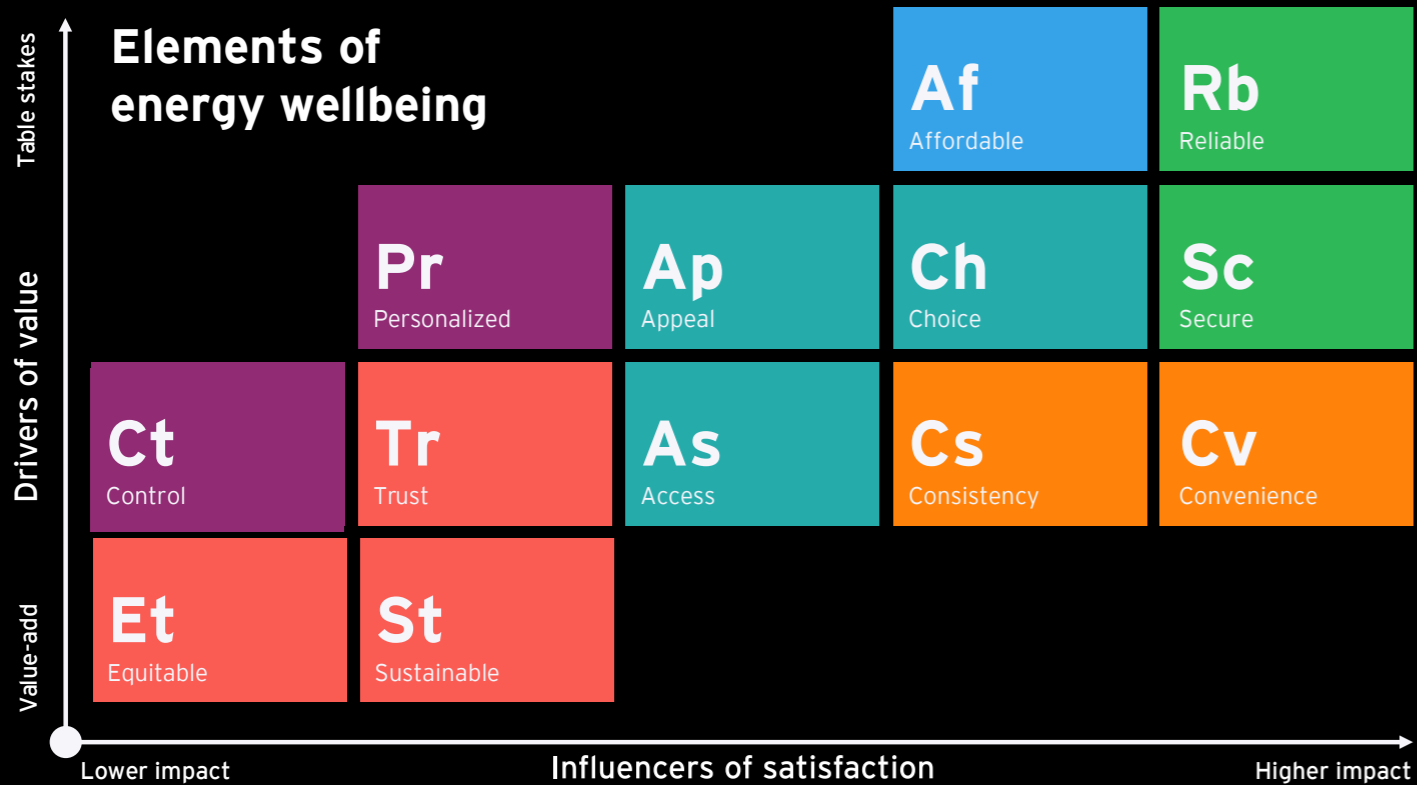 Elements of
energy wellbeing
Table stakes
Drivers of value
Value-add
Af
Affordable
Rb
Reliable
Pr
Personalized
Ap
Appeal
Ch
Choice
Sc
Secure
Ct
Control
Tr
Trust
As
Access
Cs
Consistency
Cv
Convenience
Et
Equitable
St
Sustainable
Lower impact
Influencers of satisfaction
Higher impact